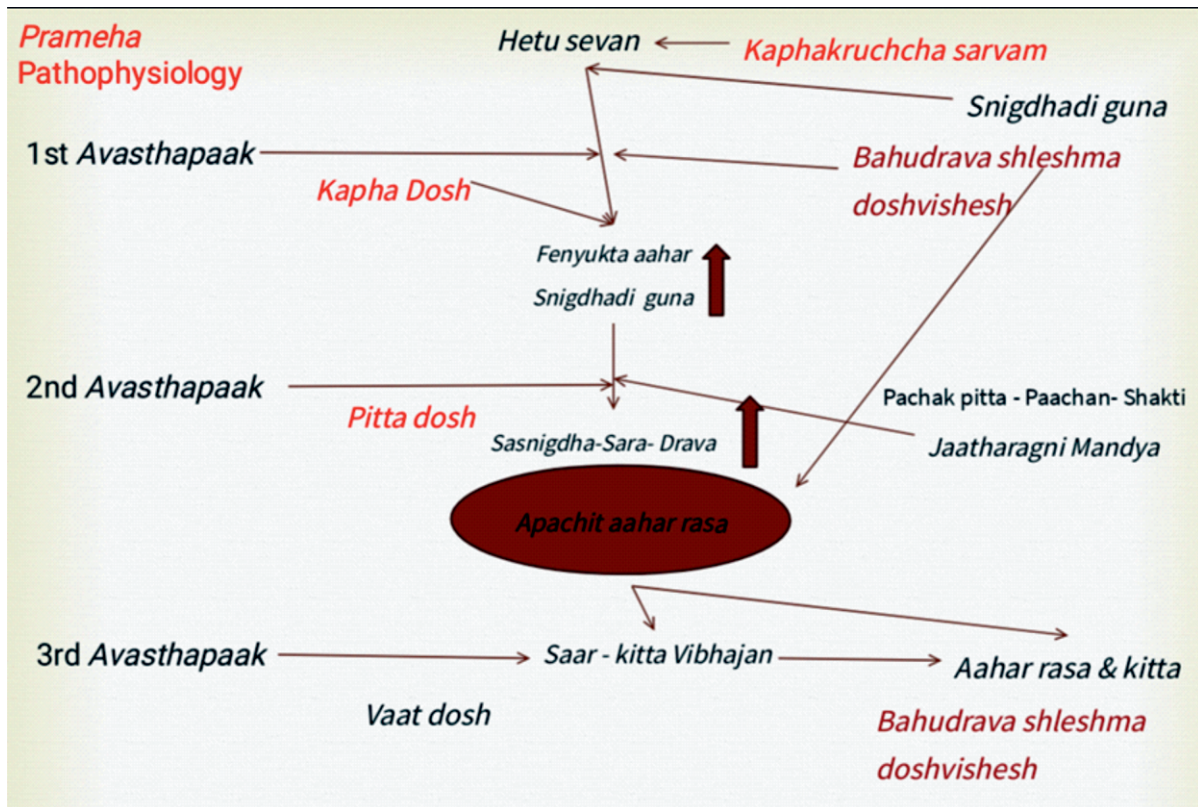 Prameha
Pathophysiology
Hetu sevan
Kaphakruchcha sarvam
Snigdhadi guna
1st Avasthapaak
Bahudrava shleshma
doshvishesh
Kapha Dosh
Fenyukta aahar
Snigdhadi guna
2nd Avasthapaak
Pitta dosh
Pachak pitta - Paachan- Shakti
Jaatharagni Mandya
Sasnigdha-Sara- Drava
Apachit aahar rasa
3rd Avasthapaak
Saar - kitta Vibhajan
Aahar rasa & kitta
Vaat dosh
Bahudrava shleshma
doshvishesh